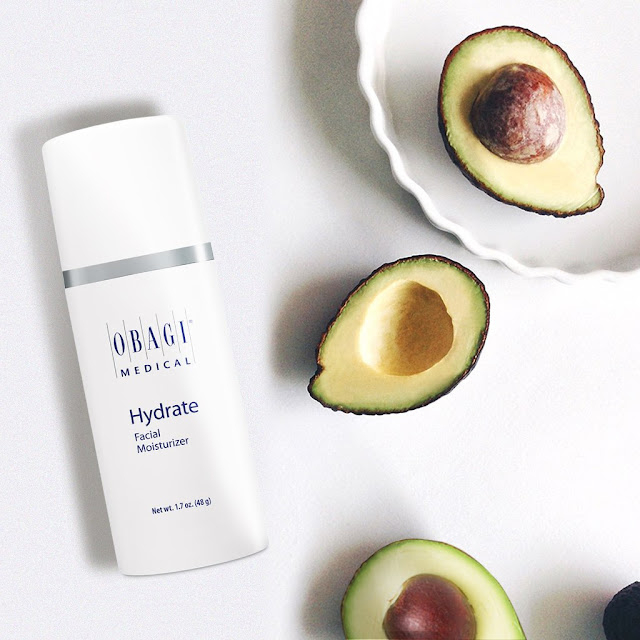 OBAGI®
MEDICAL
Hydrate
Facial
Moisturizer
Net wt. 1.7 oz. (48 g)